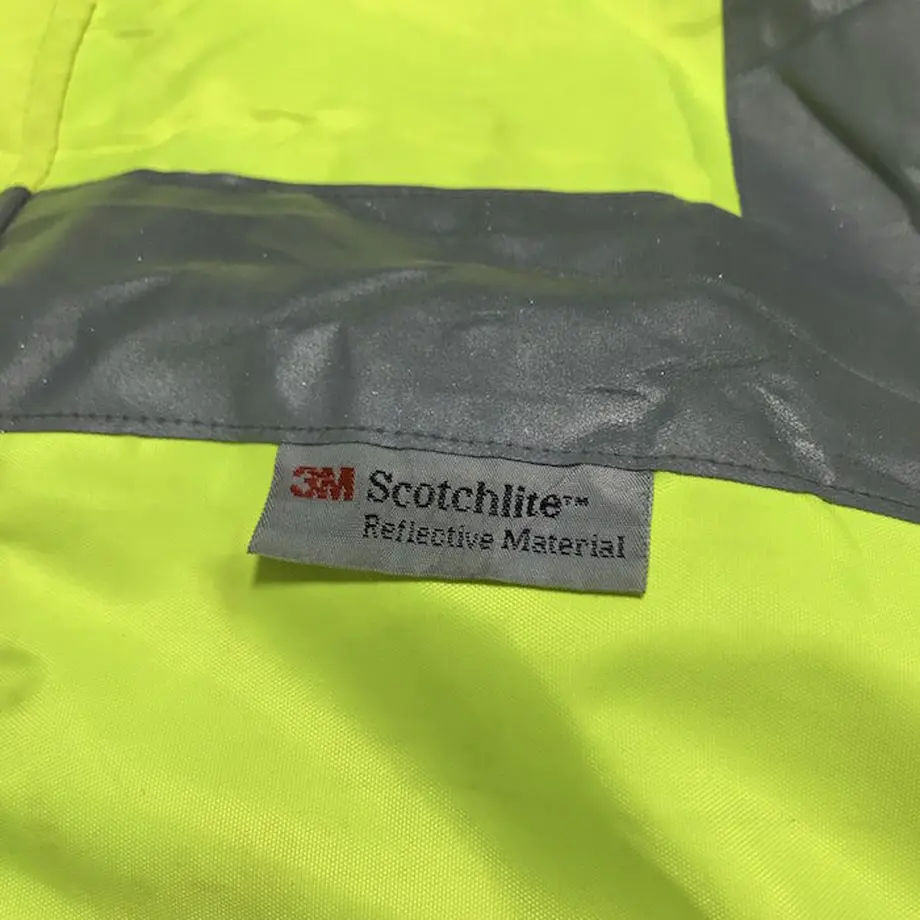 3M Scotchlite™
Reflective Material